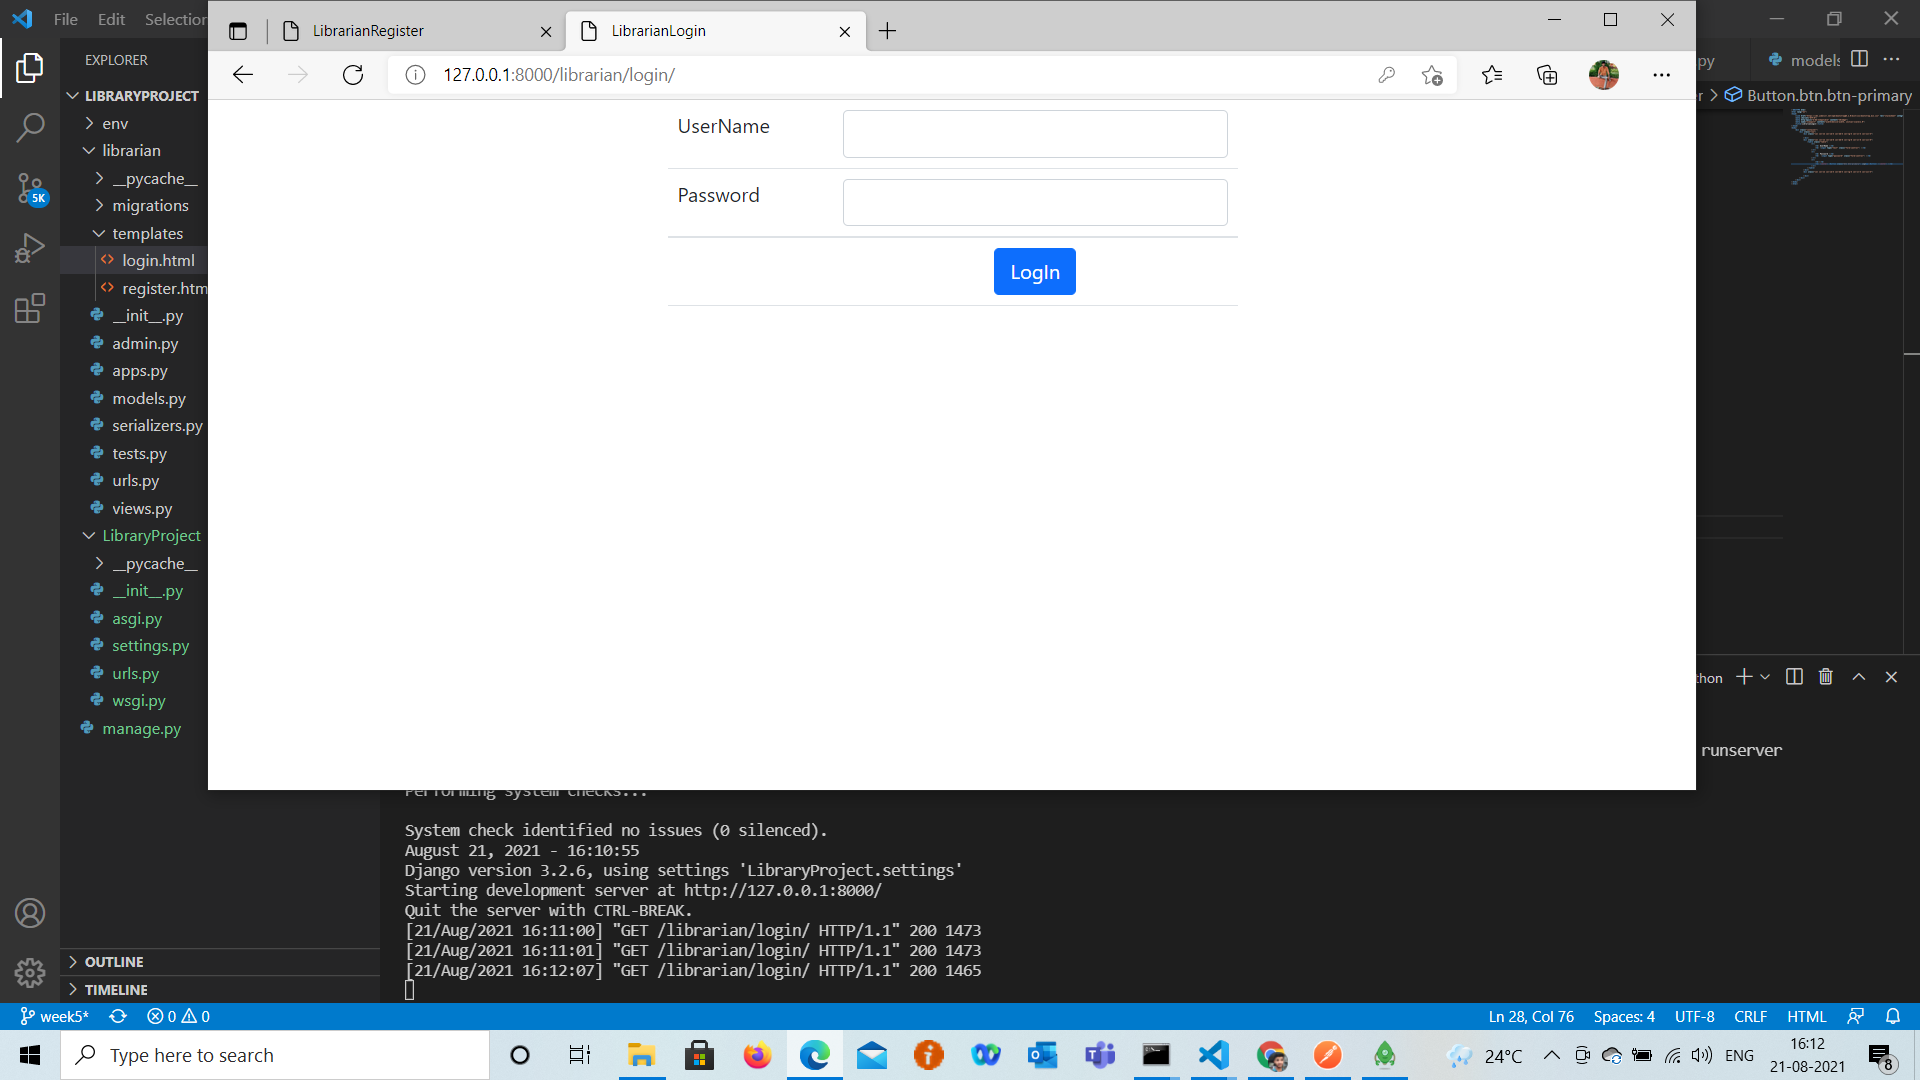 File Edit Selection
LibrarianRegister
LibrarianLogin
127.0.0.1:8000/librarian/login/
UserName
Password
LogIn
EXPLORER
LIBRARYPROJECT
env
librarian
__pycache__
migrations
templates
login.html
register.htm
__init__.py
admin.py
apps.py
models.py
serializers.py
tests.py
urls.py
views.py
LibraryProject
__pycache__
__init__.py
asgi.py
settings.py
urls.py
wsgi.py
manage.py
5K
OUTLINE
TIMELINE
py
models
r > Button.btn.btn-primary
thon
runserver
Performing system checks...
System check identified no issues (0 silenced).
August 21, 2021 - 16:10:55
Django version 3.2.6, using settings 'LibraryProject.settings'
Starting development server at http://127.0.0.1:8000/
Quit the server with CTRL-BREAK.
[21/Aug/2021 16:11:00] "GET /librarian/login/ HTTP/1.1" 200 1473
[21/Aug/2021 16:11:01] "GET /librarian/login/ HTTP/1.1" 200 1473
[21/Aug/2021 16:12:07] "GET /librarian/login/ HTTP/1.1" 200 1465
week5* 0 0 Ln 28, Col 76 Spaces: 4 UTF-8 CRLF HTML
Type here to search
24°C ENG
16:12
21-08-2021
8